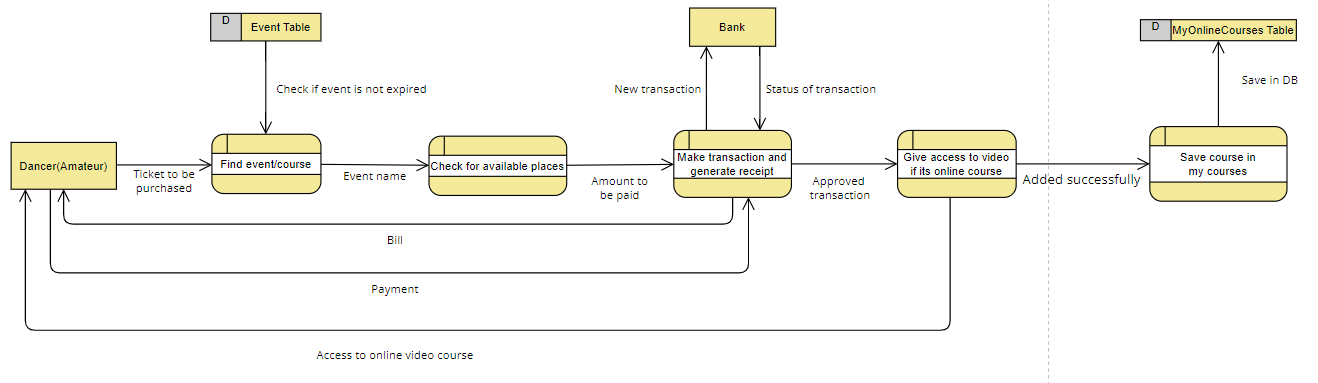 D
Event Table
Bank
D
MyOnlineCourses Table
Check if event is not expired
New transaction
Status of transaction
Save in DB
Dancer(Amateur)
Ticket to be
purchased
Find event/course
Event name
Check for available places
Amount to
be paid
Make transaction and
generate receipt
Approved
transaction
Give access to video
if its online course
Added successfully
Save course in
my courses
Bill
Payment
Access to online video course